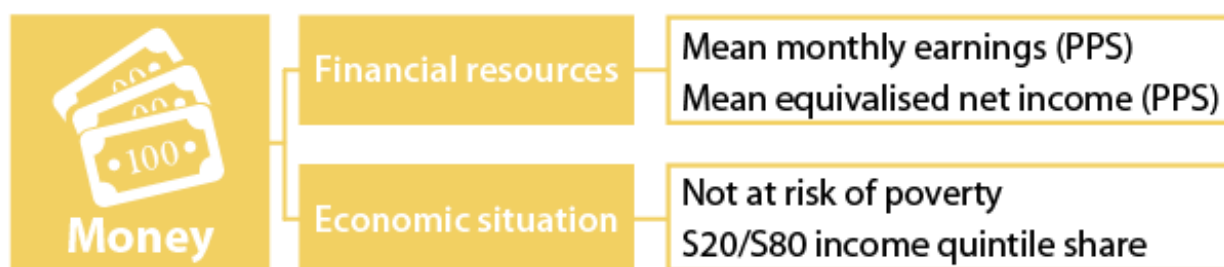 100
Money
Financial resources
Mean monthly earnings (PPS)
Mean equivalised net income (PPS)
Economic situation
Not at risk of poverty
S20/S80 income quintile share